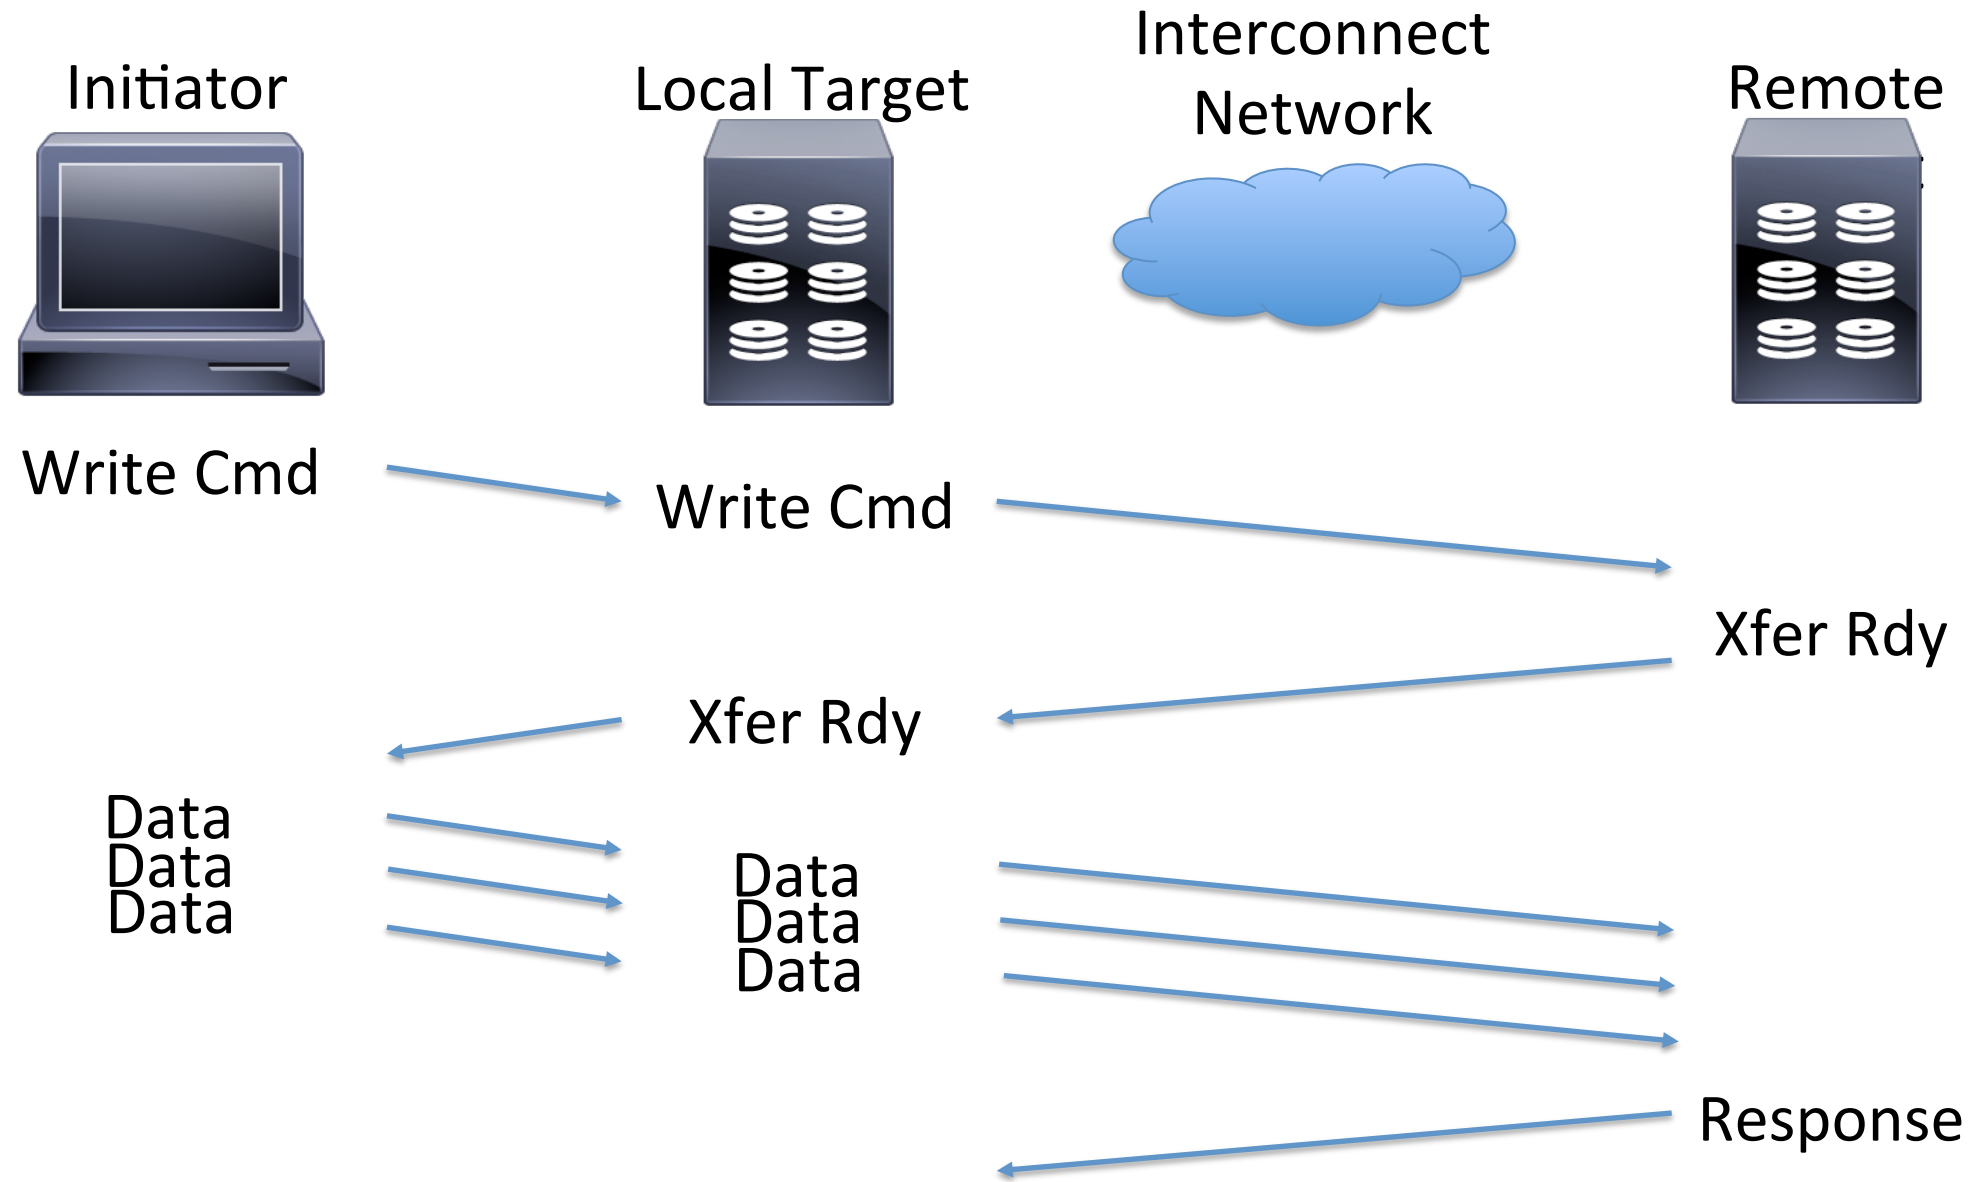 Initiator
Local Target
Interconnect
Network
Remote
Write Cmd
Write Cmd
Xfer Rdy
Xfer Rdy
Data
Data
Data
Data
Data
Data
Response